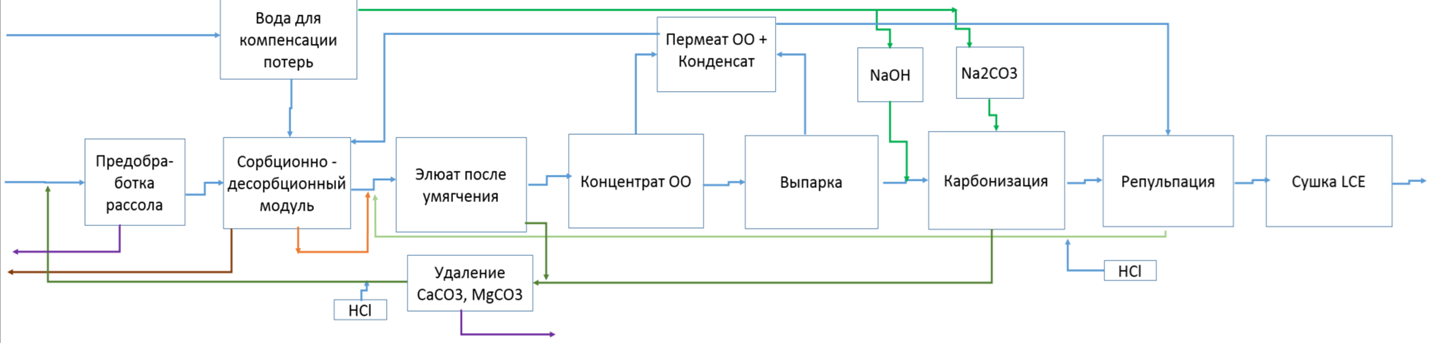 Вода для
компенсации
потерь
Пермеат ОО +
Конденсат
NaOH
Na2CO3
Предобра-
ботка
рассола
Сорбционно -
десорбционный
модуль
Элюат после
умягчения
Концентрат ОО
Выпарка
Карбонизация
Репульпация
Сушка LCE
Удаление
CaCO3, MgCO3
HCl
HCl